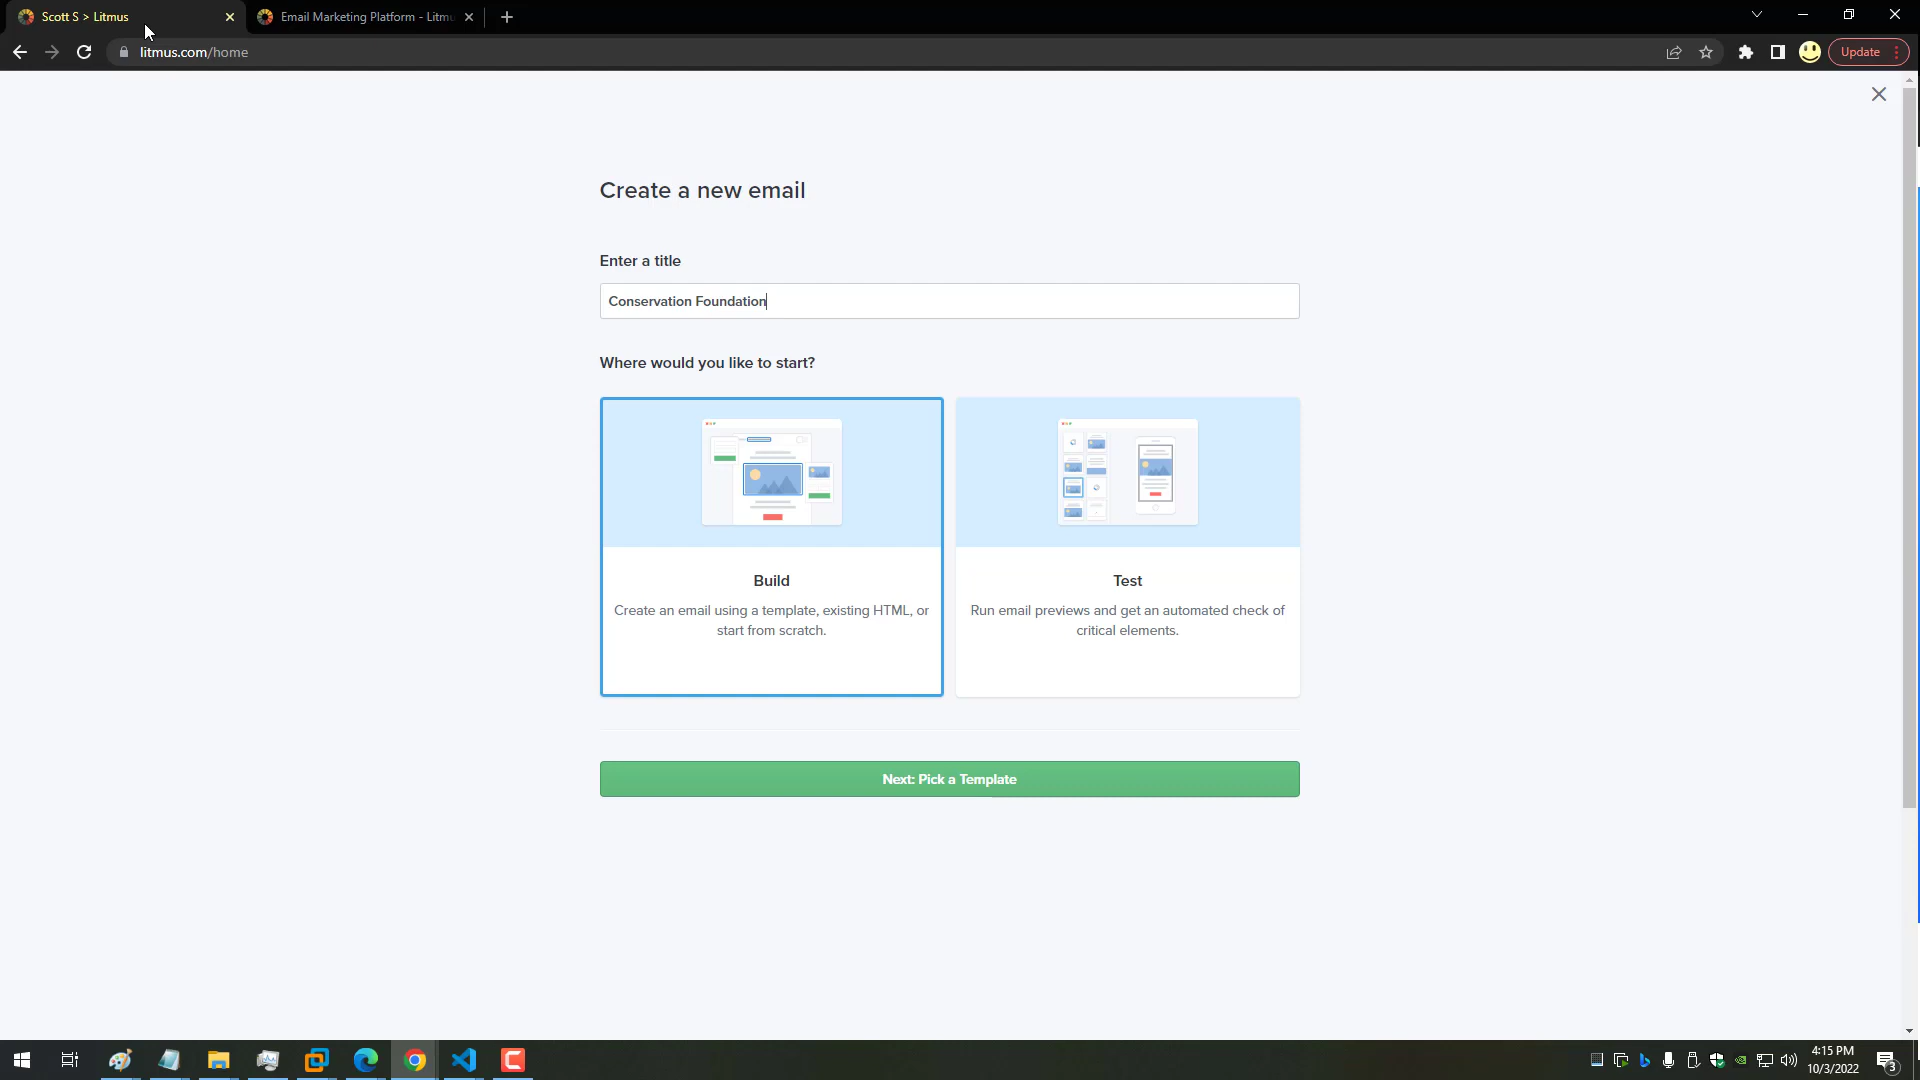 Scott S > Litmus
Email Marketing Platform - Litmu
litmus.com/home
Update
Create a new email
Enter a title
Conservation Foundation
Where would you like to start?
Build
Create an email using a template, existing HTML, or
start from scratch.
Test
Run email previews and get an automated check of
critical elements.
Next: Pick a Template
4:15 PM
10/3/2022
3